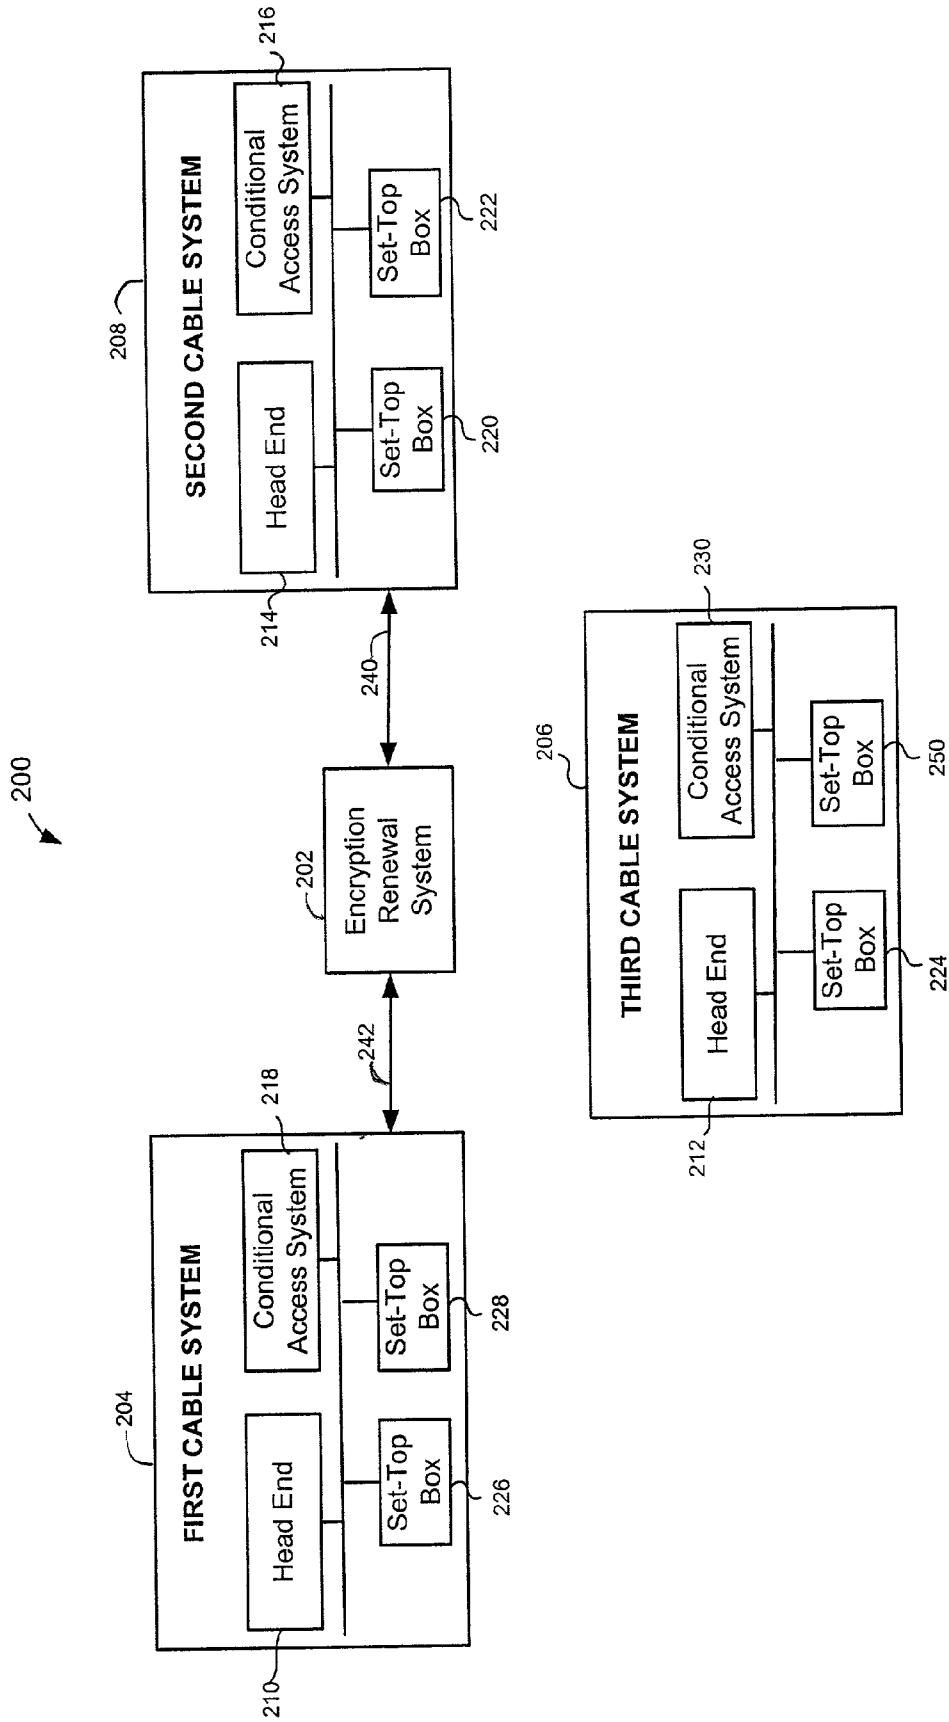 200
204
FIRST CABLE SYSTEM
210
Head End
218
Conditional
Access System
Set-Top
Box
226
Set-Top
Box
228
242
202
Encryption
Renewal
System
240
208
SECOND CABLE SYSTEM
214
Head End
216
Conditional
Access System
Set-Top
Box
220
Set-Top
Box
222
206
THIRD CABLE SYSTEM
212
Head End
230
Conditional
Access System
Set-Top
Box
224
Set-Top
Box
250